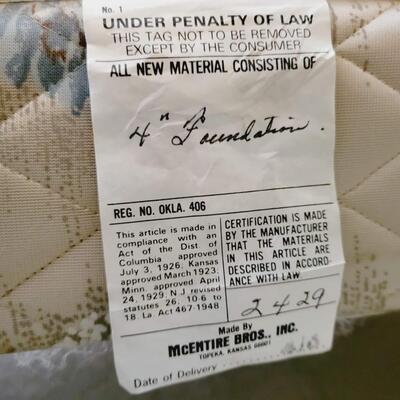 No. 1
UNDER PENALTY OF LAW
THIS TAG NOT TO BE REMOVED
EXCEPT BY THE CONSUMER
ALL NEW MATERIAL CONSISTING OF
4" Foundation.
REG. NO. OKLA. 406
This article is made in
compliance with an
Act of the Dist. of
Columbia approved
July 3, 1926; Kansas
approved March 1923;
Minn. approved April
24, 1929; N.J. revised
statutes 26, 10-6 to
18. La. Act 467-1948
CERTIFICATION IS MADE
BY THE MANUFACTURER
THAT THE MATERIALS
IN THIS ARTICLE ARE
DESCRIBED IN ACCORD-
ANCE WITH LAW
2429
Made By
MCENTIRE BROS., INC.
TOPEKA, KANSAS 66601
Date of Delivery